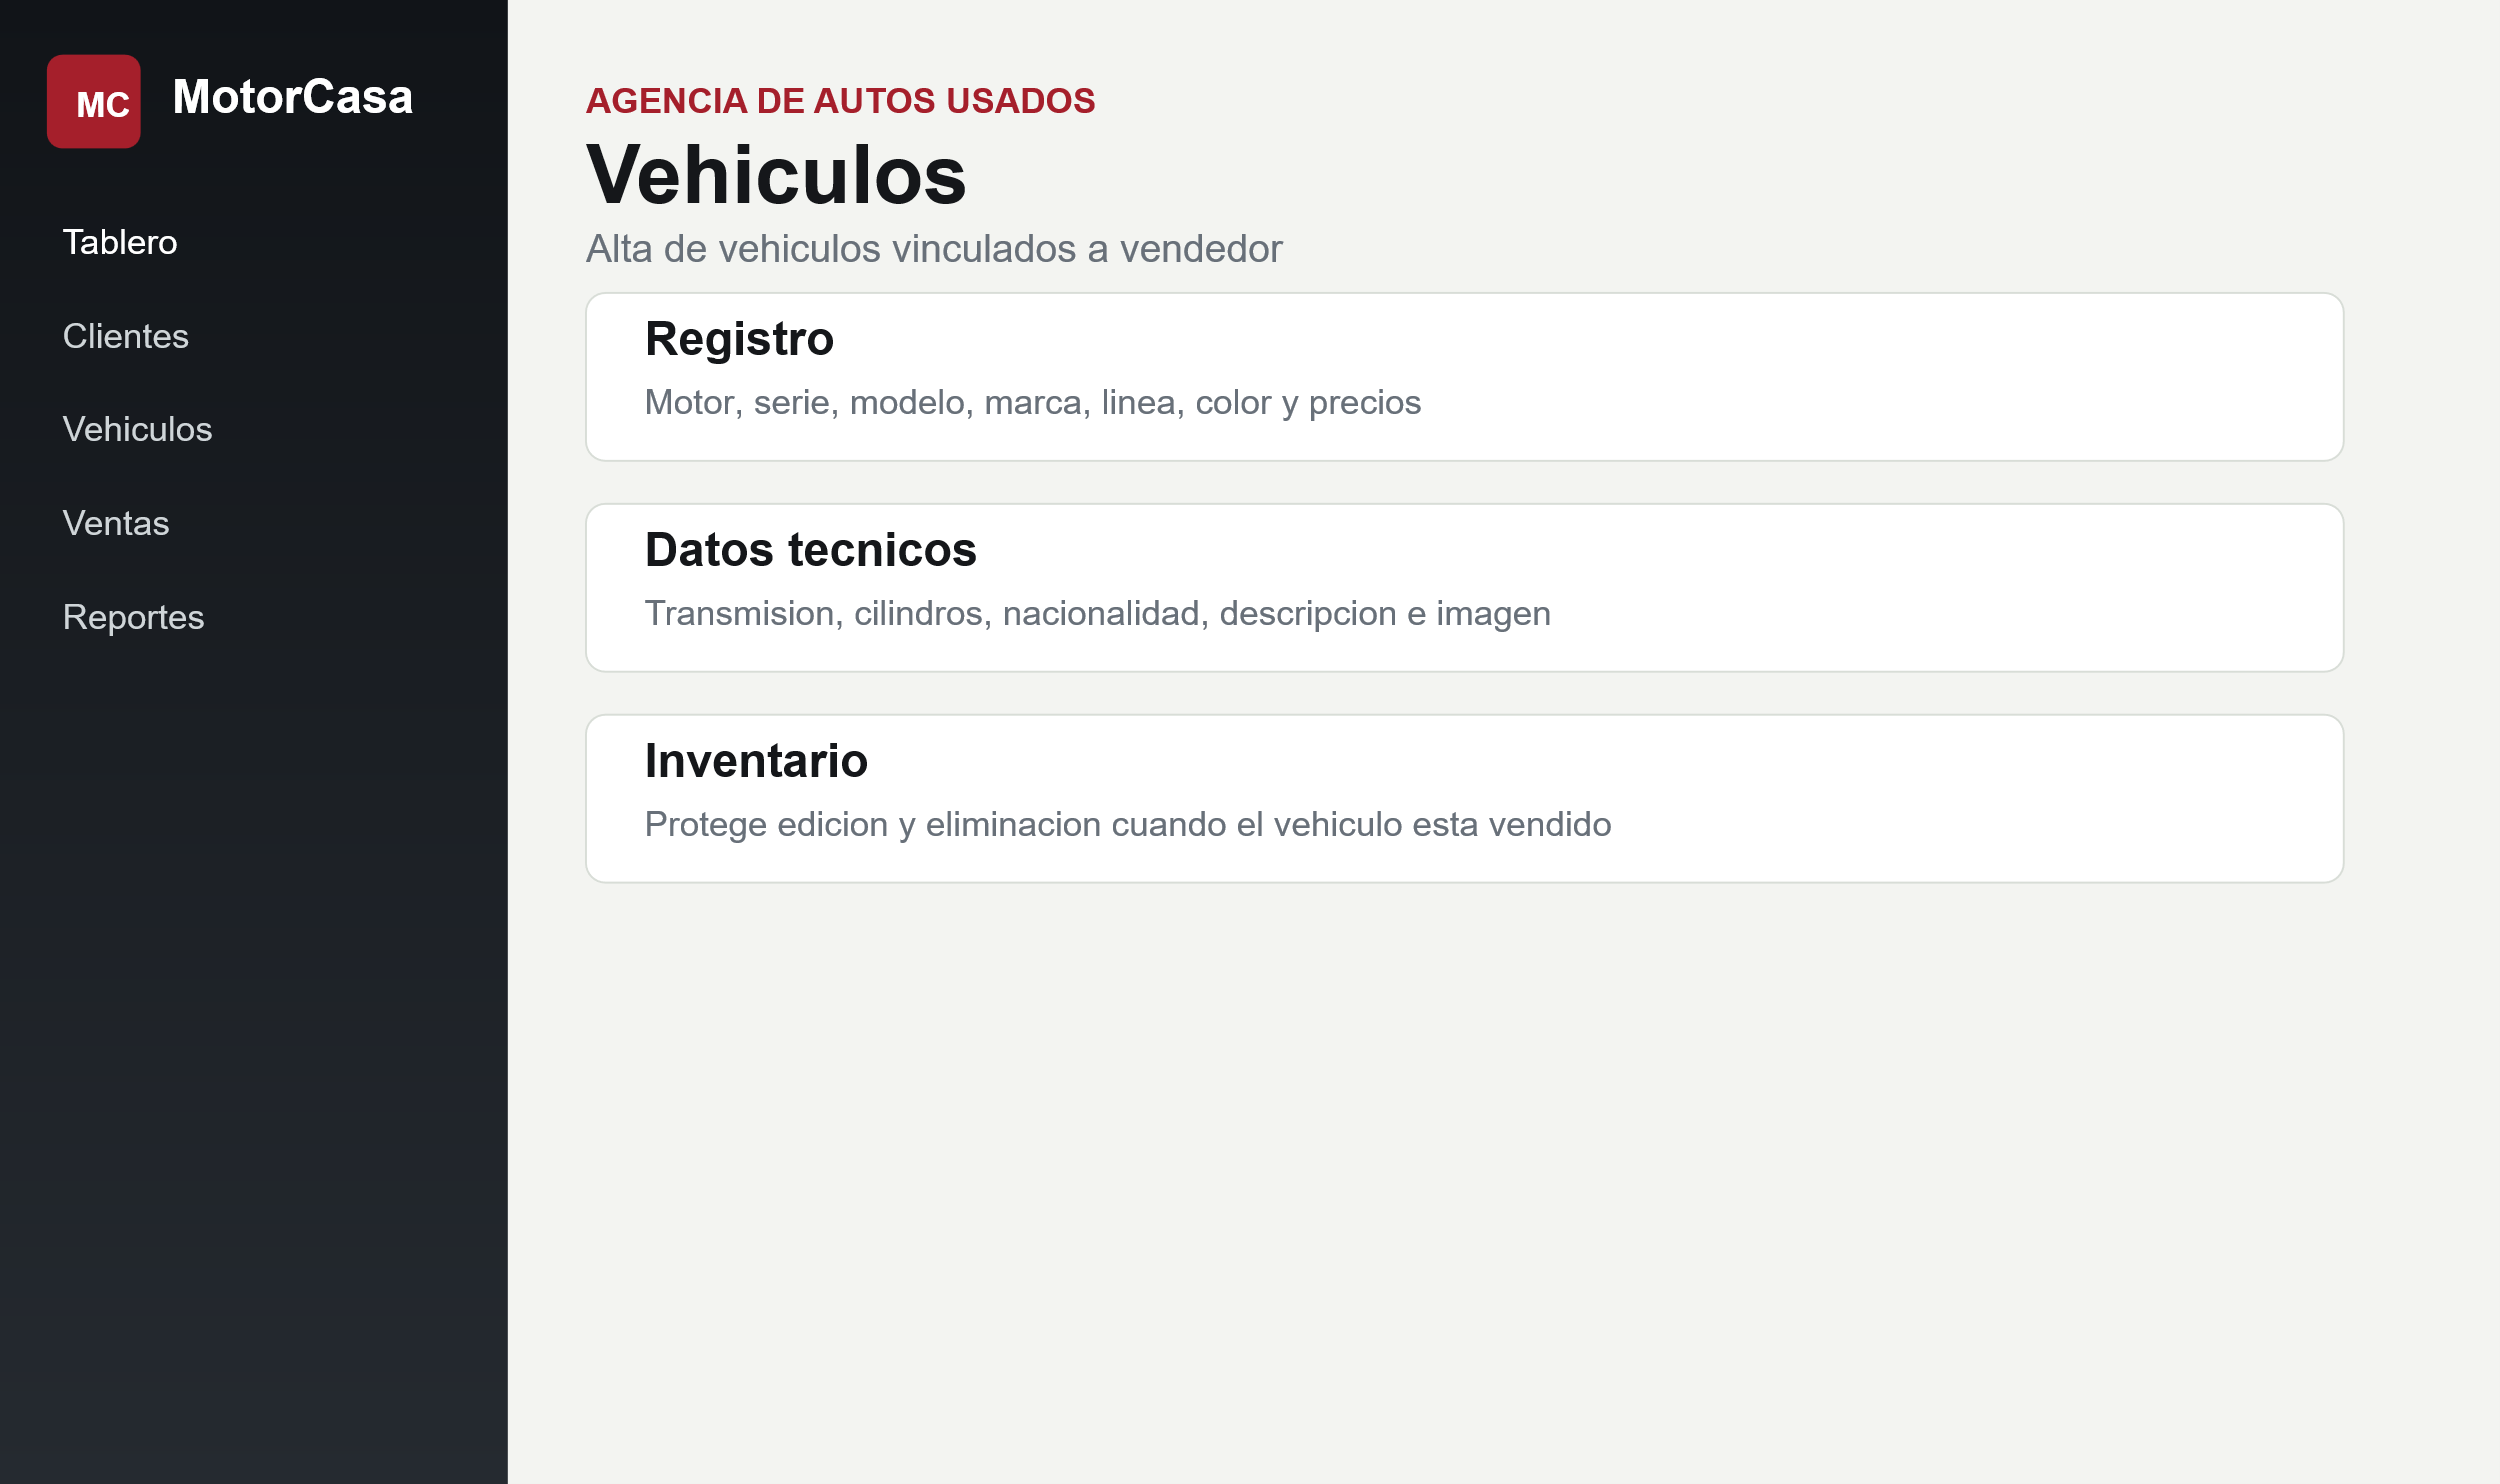 MC
MotorCasa
Tablero
Clientes
Vehiculos
Ventas
Reportes
AGENCIA DE AUTOS USADOS
Vehiculos
Alta de vehiculos vinculados a vendedor
Registro
Motor, serie, modelo, marca, linea, color y precios
Datos tecnicos
Transmision, cilindros, nacionalidad, descripcion e imagen
Inventario
Protege edicion y eliminacion cuando el vehiculo esta vendido